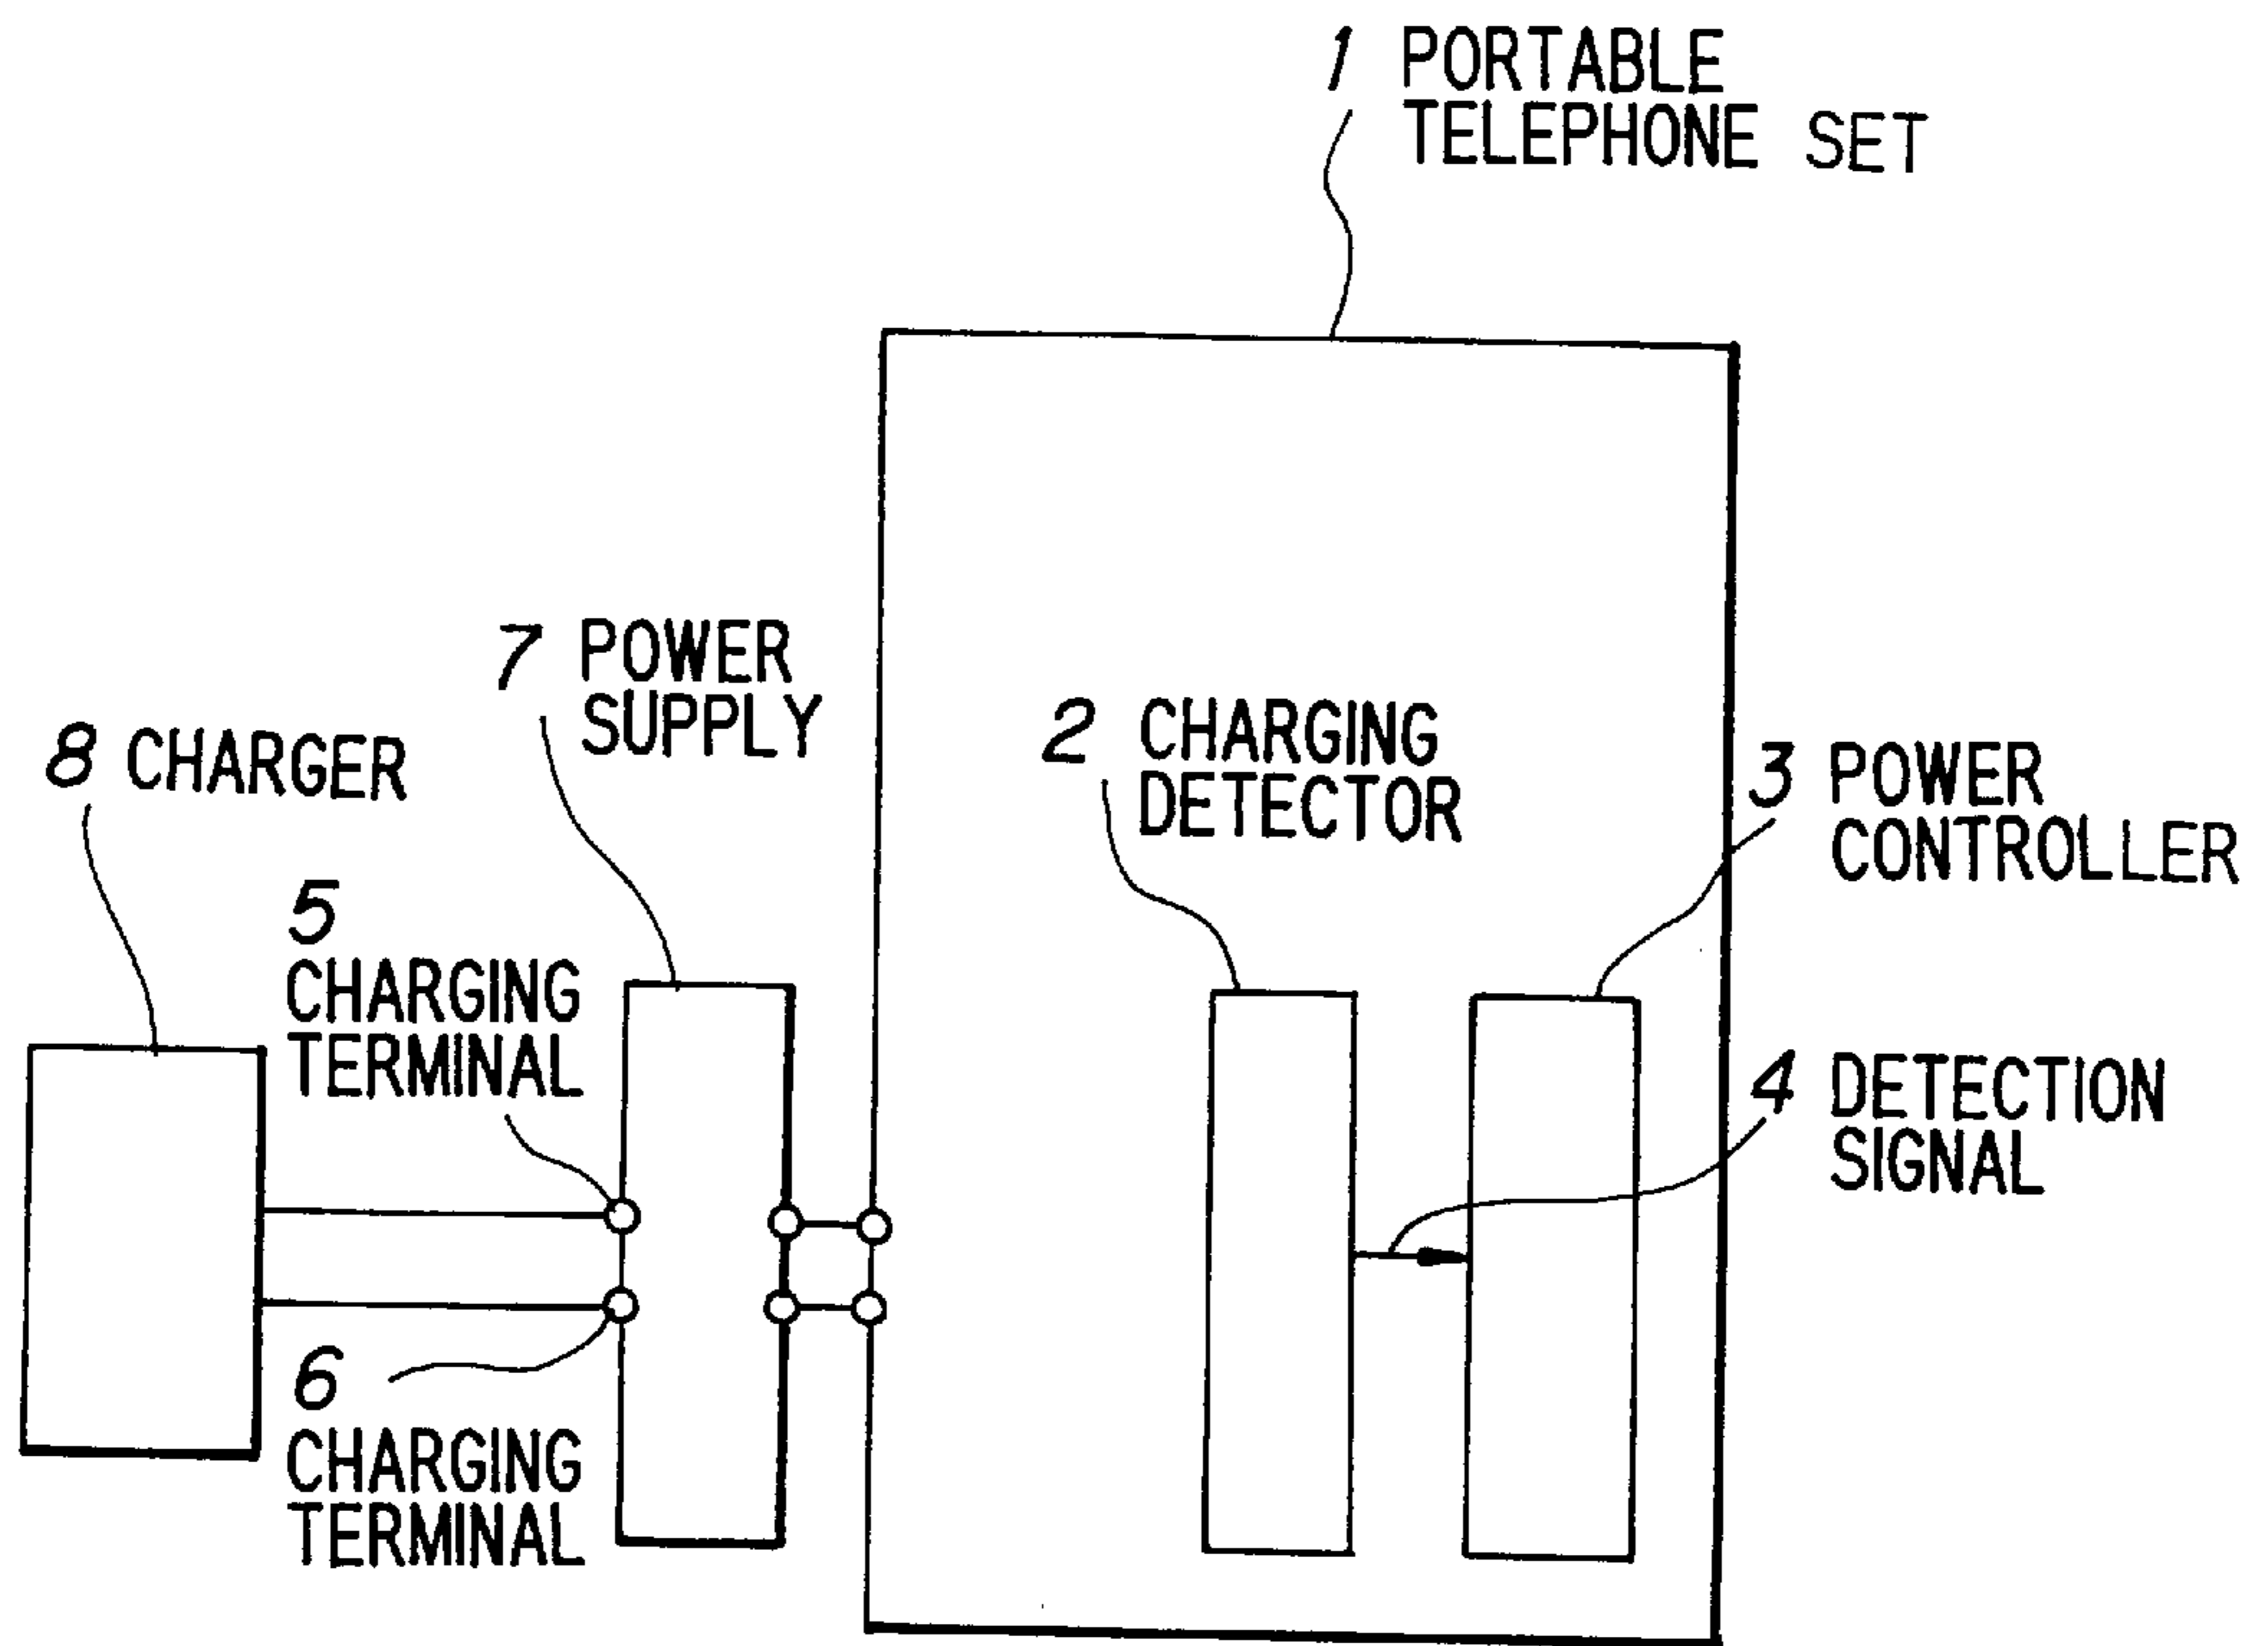 1 PORTABLE
TELEPHONE SET
7 POWER
SUPPLY
2 CHARGING
DETECTOR
8 CHARGER
3 POWER
CONTROLLER
5
CHARGING
TERMINAL
4 DETECTION
SIGNAL
6
CHARGING
TERMINAL